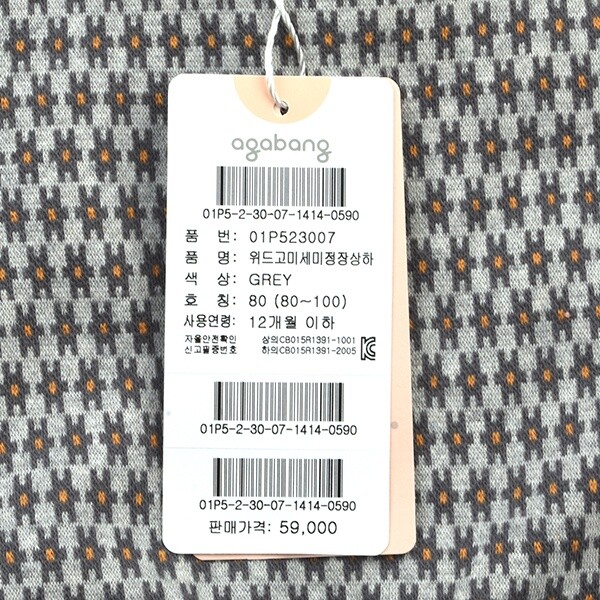 agabang
01P5-2-30-07-1414-0590
품 번: 01P523007
품 명: 위드고미세미정장상하
색 상: GREY
호 칭: 80 (80~100)
사용연령: 12개월 이하
자율안전확인 상의CB015R1391-1001
신고필증번호 하의CB015R1391-2005
01P5-2-30-07-1414-0590
01P5-2-30-07-1414-0590
판매가격: 59,000